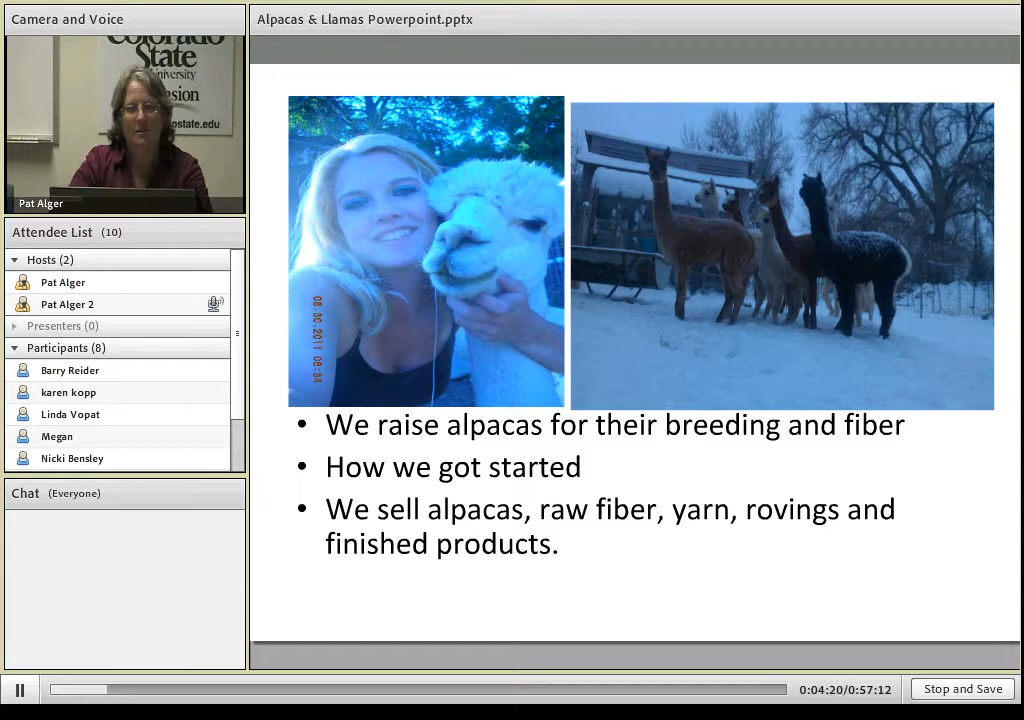 Camera and Voice
Alpacas & Llamas Powerpoint.pptx
Colorado
State
University
ostate.edu
Pat Alger
Attendee List (10)
Hosts (2)
Pat Alger
Pat Alger 2
Presenters (0)
Participants (8)
Barry Reider
karen kopp
Linda Vopat
Megan
Nicki Bensley
Chat (Everyone)
• We raise alpacas for their breeding and fiber
• How we got started
• We sell alpacas, raw fiber, yarn, rovings and
finished products.
0:04:20/0:57:12
Stop and Save